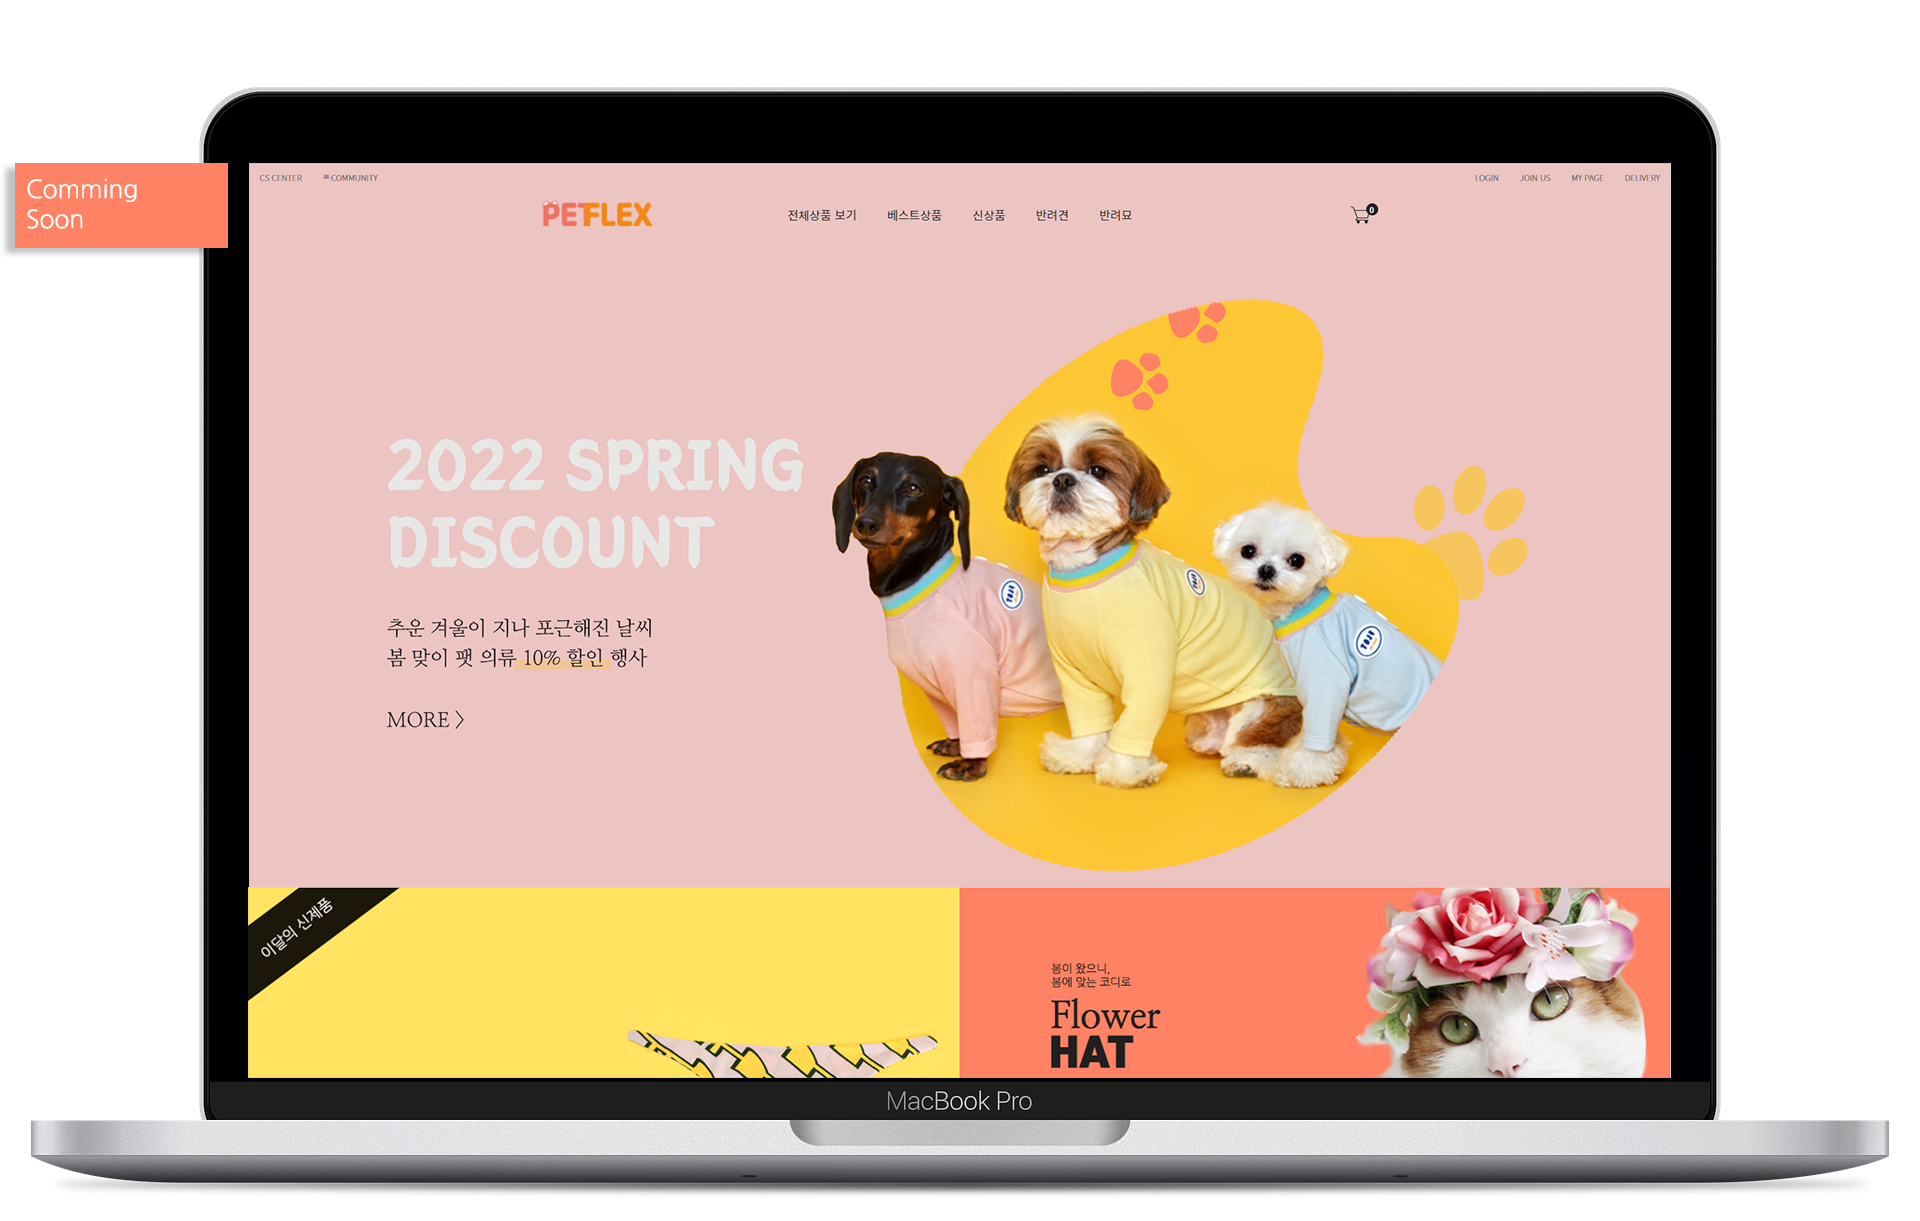 Comming
Soon
CS CENTER
≡ COMMUNITY
LOGIN
JOIN US
MY PAGE
DELIVERY
PETFLEX
전체상품 보기
베스트상품
신상품
반려견
반려묘
0
2022 SPRING
DISCOUNT
추운 겨울이 지나 포근해진 날씨
봄 맞이 팻 의류 10% 할인 행사
MORE 〉
TOJI
TOJI
TOJI
이달의 신제품
봄이 왔으니,
봄에 맞는 코디로
Flower
HAT
MacBook Pro